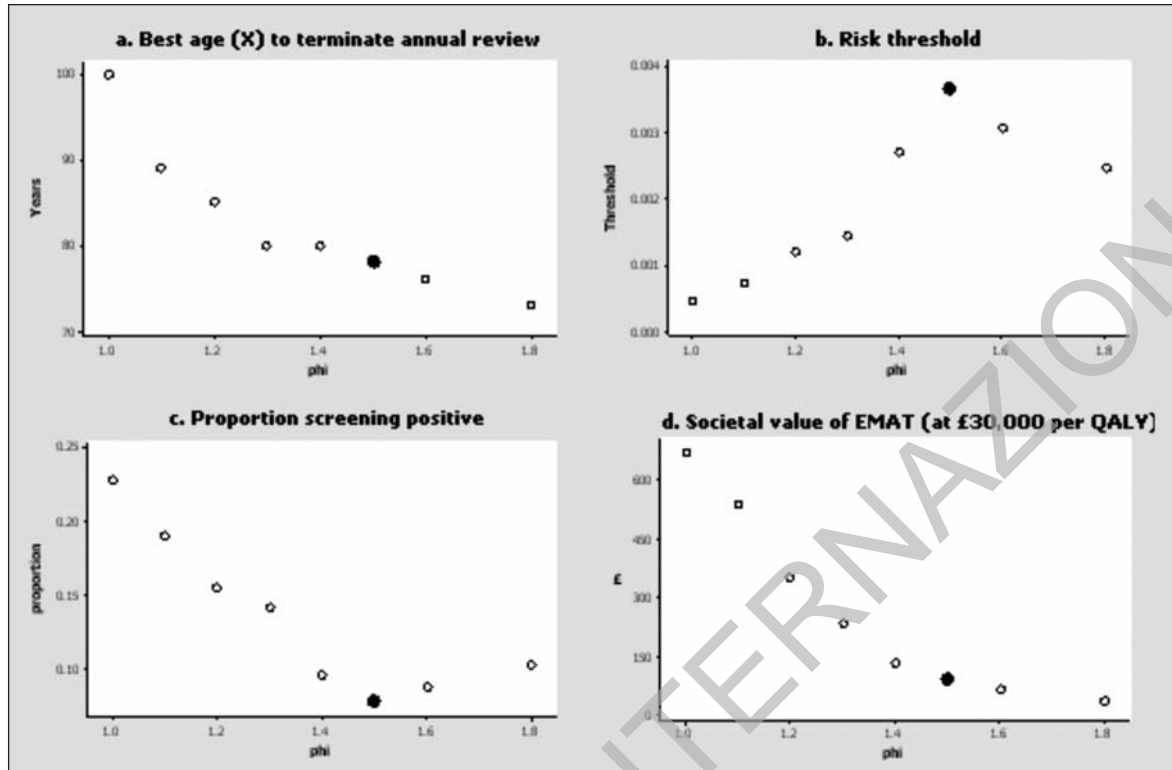 a. Best age (X) to terminate annual review
100
90
80
70
Years
1.0 1.2 1.4 1.6 1.8
phi
b. Risk threshold
0.004
0.003
0.002
0.001
0.000
Threshold
1.0 1.2 1.4 1.6 1.8
phi
c. Proportion screening positive
0.25
0.20
0.15
0.10
proportion
1.0 1.2 1.4 1.6 1.8
phi
d. Societal value of EMAT (at £30,000 per QALY)
600
450
300
150
0
£
1.0 1.2 1.4 1.6 1.8
phi
TERNAZION